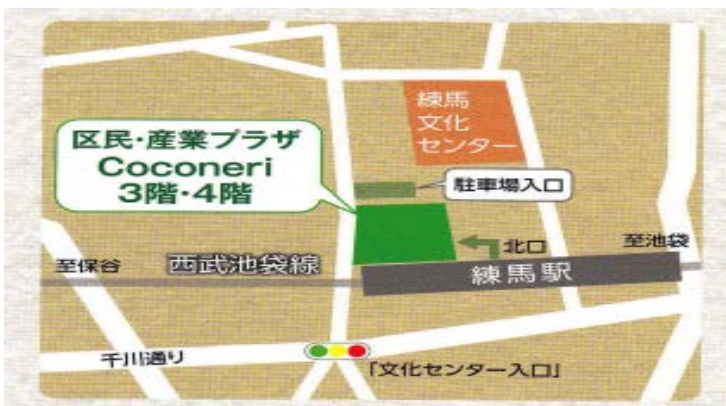 練馬
文化
センター
区民・産業プラザ
Coconeri
3階・4階
駐車場入口
北口
至池袋
至保谷
西武池袋線
練馬駅
千川通り
「文化センター入口」